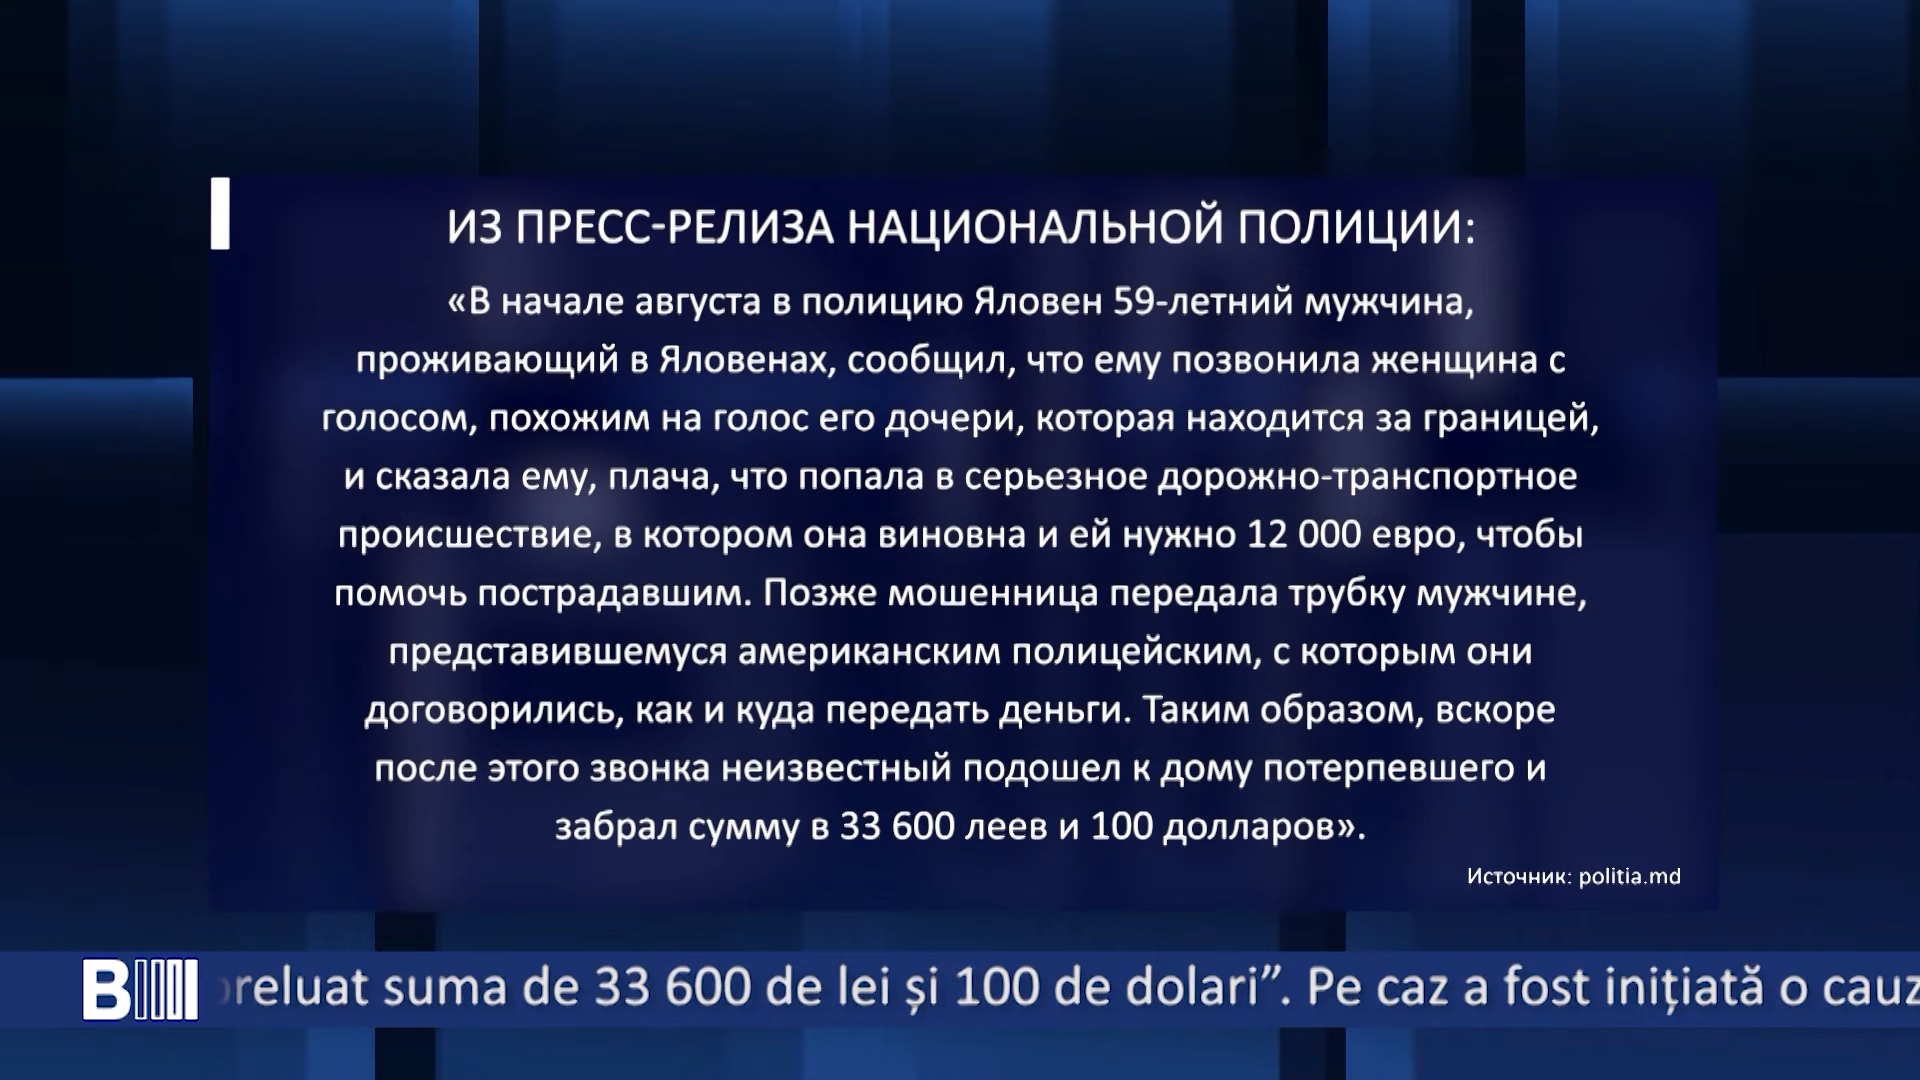 ИЗ ПРЕСС-РЕЛИЗА НАЦИОНАЛЬНОЙ ПОЛИЦИИ:
«В начале августа в полицию Яловен 59-летний мужчина,
проживающий в Яловенах, сообщил, что ему позвонила женщина с
голосом, похожим на голос его дочери, которая находится за границей,
и сказала ему, плача, что попала в серьезное дорожно-транспортное
происшествие, в котором она виновна и ей нужно 12 000 евро, чтобы
помочь пострадавшим. Позже мошенница передала трубку мужчине,
представившемуся американским полицейским, с которым они
договорились, как и куда передать деньги. Таким образом, вскоре
после этого звонка неизвестный подошел к дому потерпевшего и
забрал сумму в 33 600 леев и 100 долларов».
Источник: politia.md
B preluat suma de 33 600 de lei și 100 de dolari”. Pe caz a fost inițiată o cauz